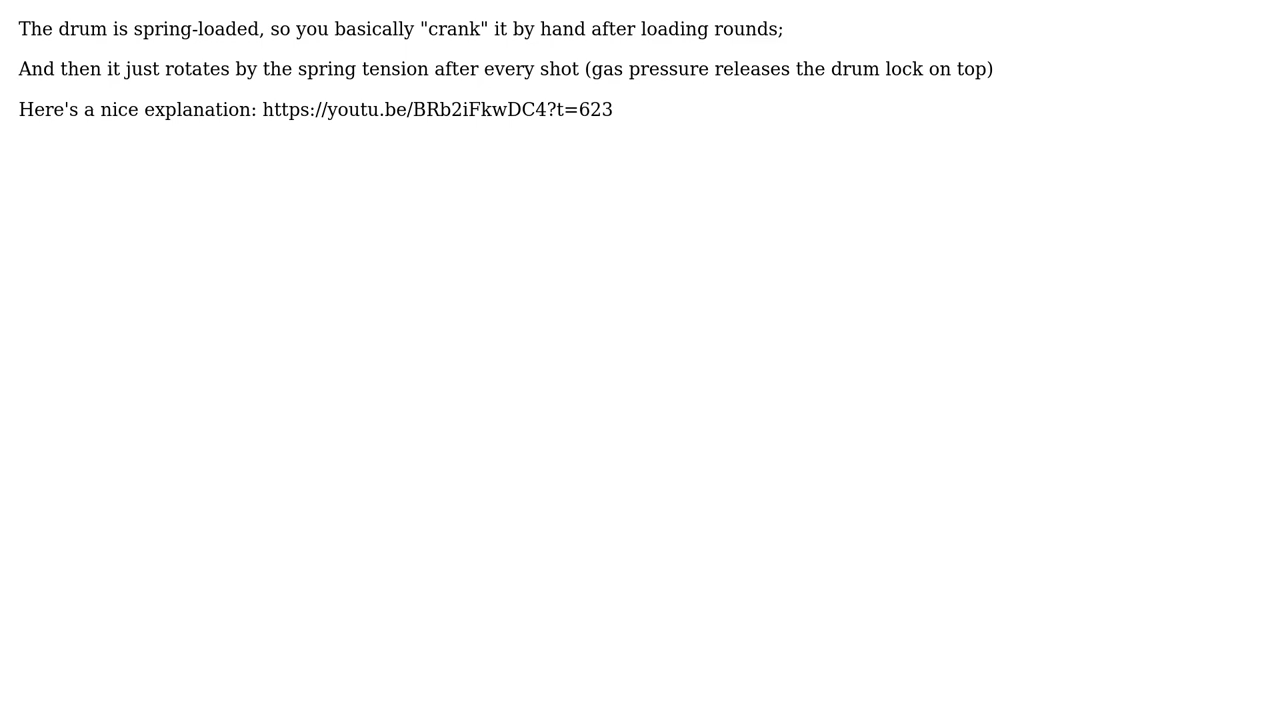 The drum is spring-loaded, so you basically "crank" it by hand after loading rounds;
And then it just rotates by the spring tension after every shot (gas pressure releases the drum lock on top)
Here's a nice explanation: https://youtu.be/BRb2iFkwDC4?t=623